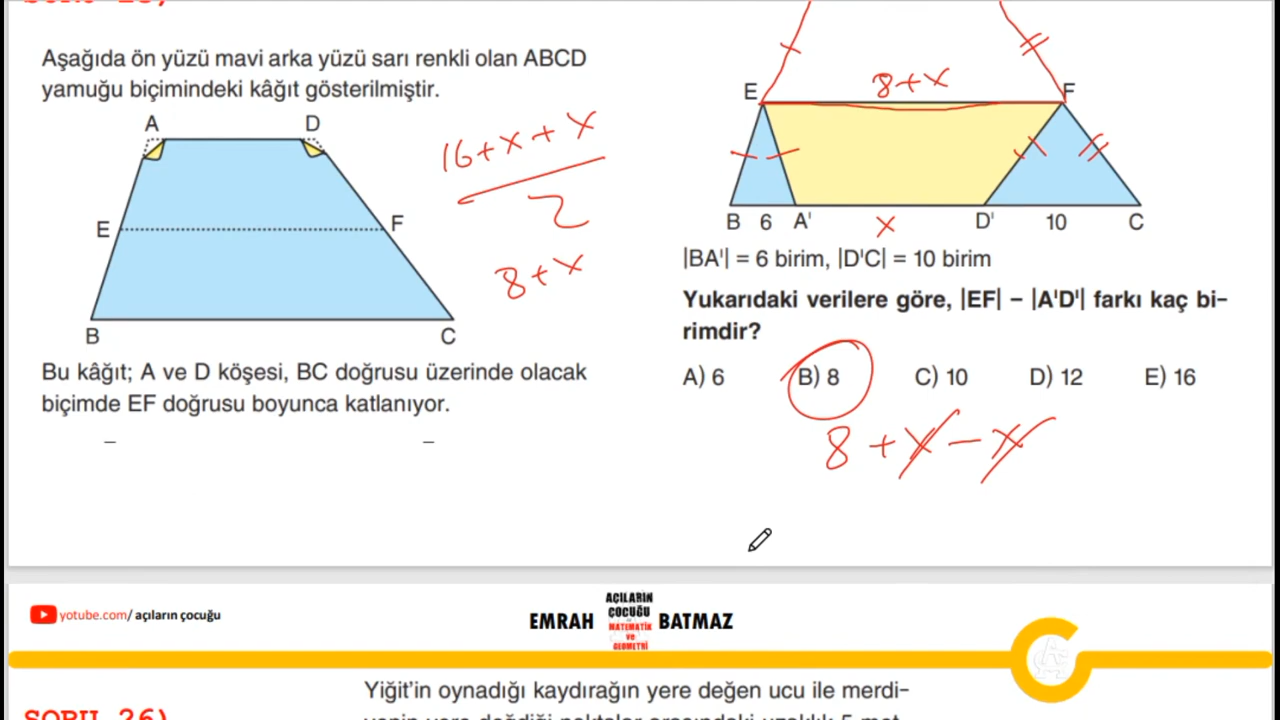 Aşağıda ön yüzü mavi arka yüzü sarı renkli olan ABCD
yamuğu biçimindeki kâğıt gösterilmiştir.
A D
E F
B C
16+x+x
2
8+x
Bu kâğıt; A ve D köşesi, BC doğrusu üzerinde olacak
biçimde EF doğrusu boyunca katlanıyor.
8+x
E F
B 6 A' x D' 10 C
|BA'| = 6 birim, |D'C| = 10 birim
Yukarıdaki verilere göre, |EF| – |A'D'| farkı kaç bi-
rimdir?
A) 6 B) 8 C) 10 D) 12 E) 16
8+x-x
yotube.com/ açıların çocuğu
EMRAH AÇILARIN ÇOCUĞU MATEMATİK ve GEOMETRİ BATMAZ
SORU 26)
Yiğit'in oynadığı kaydırağın yere değen ucu ile merdi-